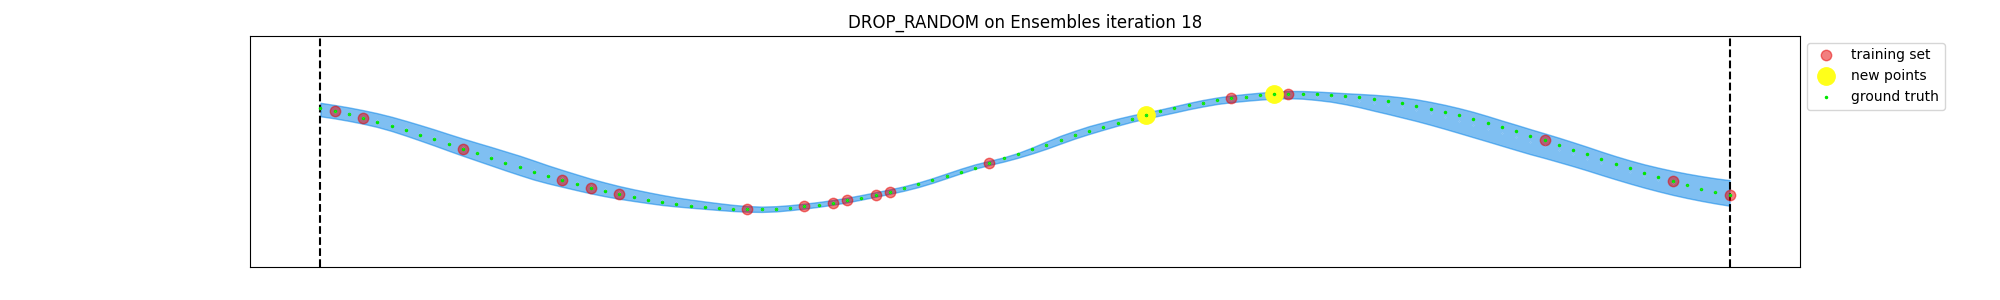 DROP_RANDOM on Ensembles iteration 18
training set
new points
ground truth